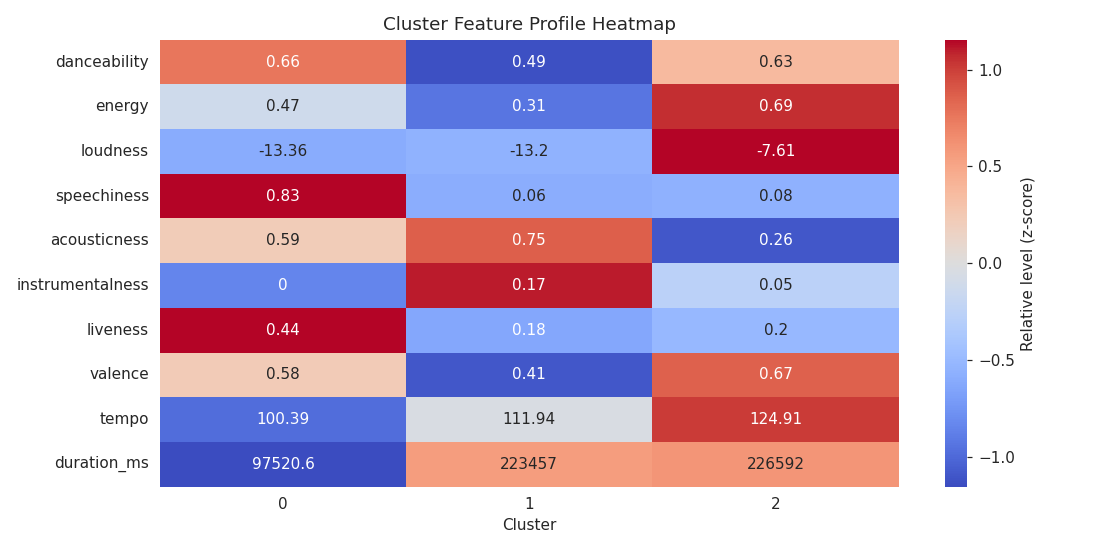 Cluster Feature Profile Heatmap
danceability 0.66 0.49 0.63
energy 0.47 0.31 0.69
loudness -13.36 -13.2 -7.61
speechiness 0.83 0.06 0.08
acousticness 0.59 0.75 0.26
instrumentalness 0 0.17 0.05
liveness 0.44 0.18 0.2
valence 0.58 0.41 0.67
tempo 100.39 111.94 124.91
duration_ms 97520.6 223457 226592
0 1 2
Cluster
1.0
0.5
0.0
−0.5
−1.0
Relative level (z-score)